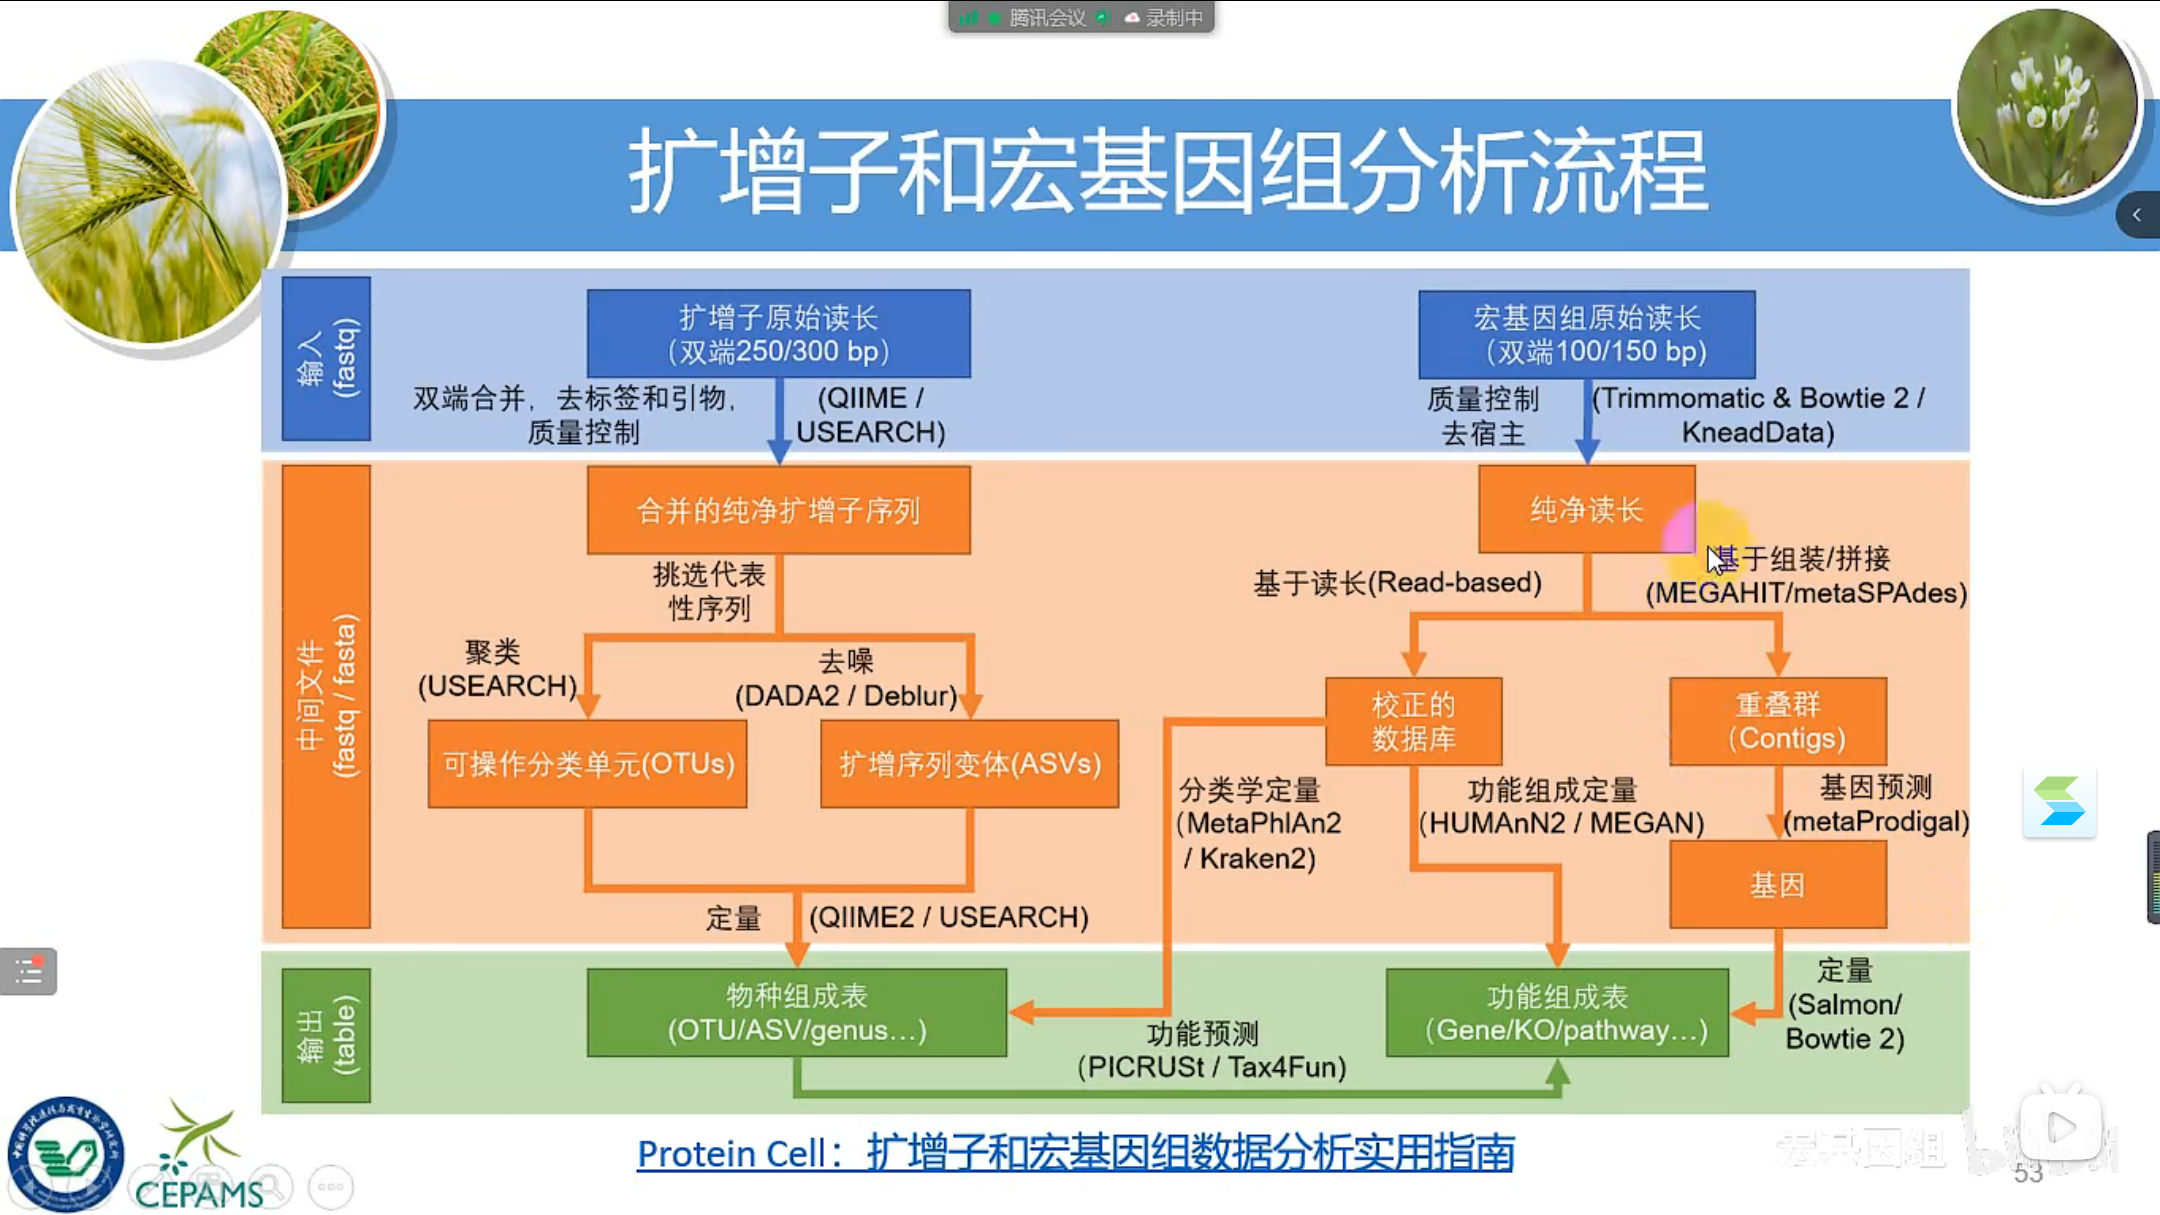 腾讯会议 录制中
扩增子和宏基因组分析流程
输入
(fastq)
扩增子原始读长
(双端250/300 bp)
宏基因组原始读长
(双端100/150 bp)
双端合并，去标签和引物，
质量控制
(QIIME /
USEARCH)
质量控制
去宿主
(Trimmomatic & Bowtie 2 /
KneadData)
中间文件
(fastq / fasta)
合并的纯净扩增子序列
纯净读长
挑选代表
性序列
基于读长(Read-based)
基于组装/拼接
(MEGAHIT/metaSPAdes)
聚类
(USEARCH)
去噪
(DADA2 / Deblur)
可操作分类单元(OTUs)
扩增序列变体(ASVs)
校正的
数据库
重叠群
(Contigs)
分类学定量
(MetaPhlAn2
/ Kraken2)
功能组成定量
(HUMAnN2 / MEGAN)
基因预测
(metaProdigal)
基因
定量
(QIIME2 / USEARCH)
输出
(table)
物种组成表
(OTU/ASV/genus…)
功能组成表
(Gene/KO/pathway…)
定量
(Salmon/
Bowtie 2)
功能预测
(PICRUSt / Tax4Fun)
Protein Cell：扩增子和宏基因组数据分析实用指南
CEPAMS
宏基因组
53